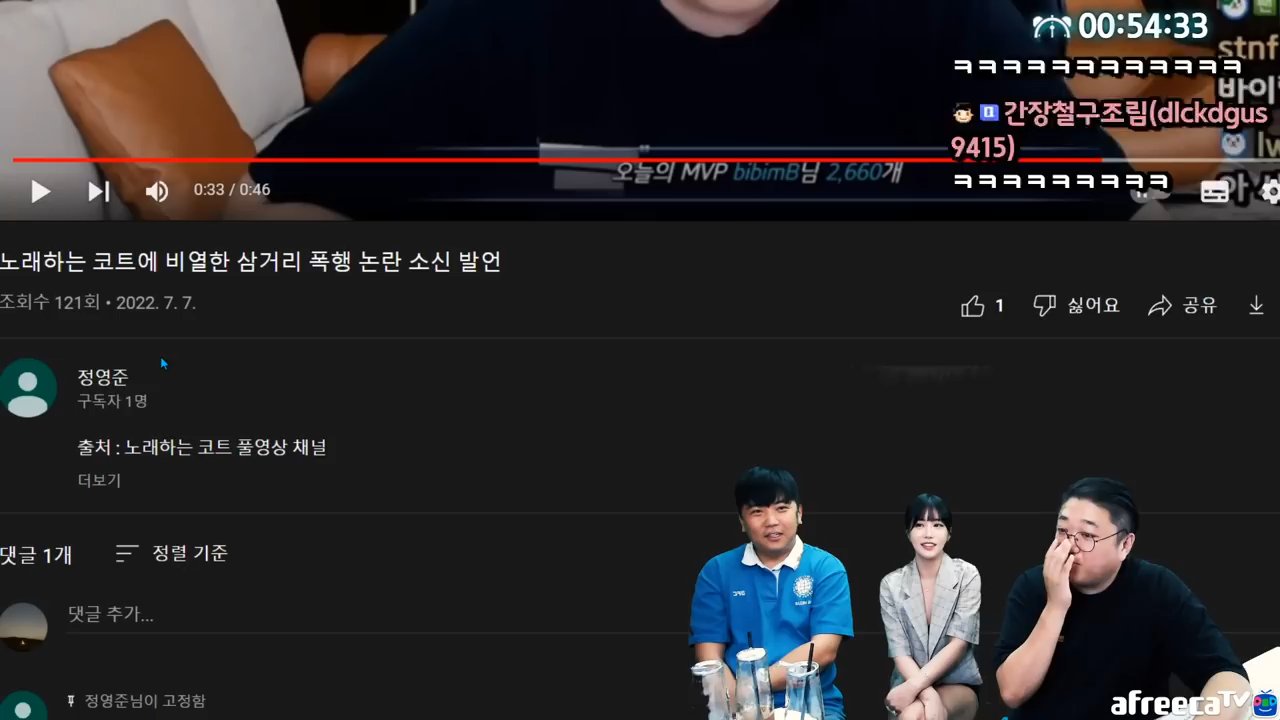 00:54:33
stnf
ㅋㅋㅋㅋㅋㅋㅋㅋㅋㅋㅋㅋ
간장철구조림(dlckdgus
9415)
ㅋㅋㅋㅋㅋㅋㅋㅋㅋ
오늘의 MVP bibimB님 2,660개
0:33 / 0:46
노래하는 코트에 비열한 삼거리 폭행 논란 소신 발언
조회수 121회 • 2022. 7. 7.
1
싫어요
공유
정영준
구독자 1명
출처 : 노래하는 코트 풀영상 채널
더보기
댓글 1개
정렬 기준
댓글 추가...
정영준님이 고정함
afreecaTV